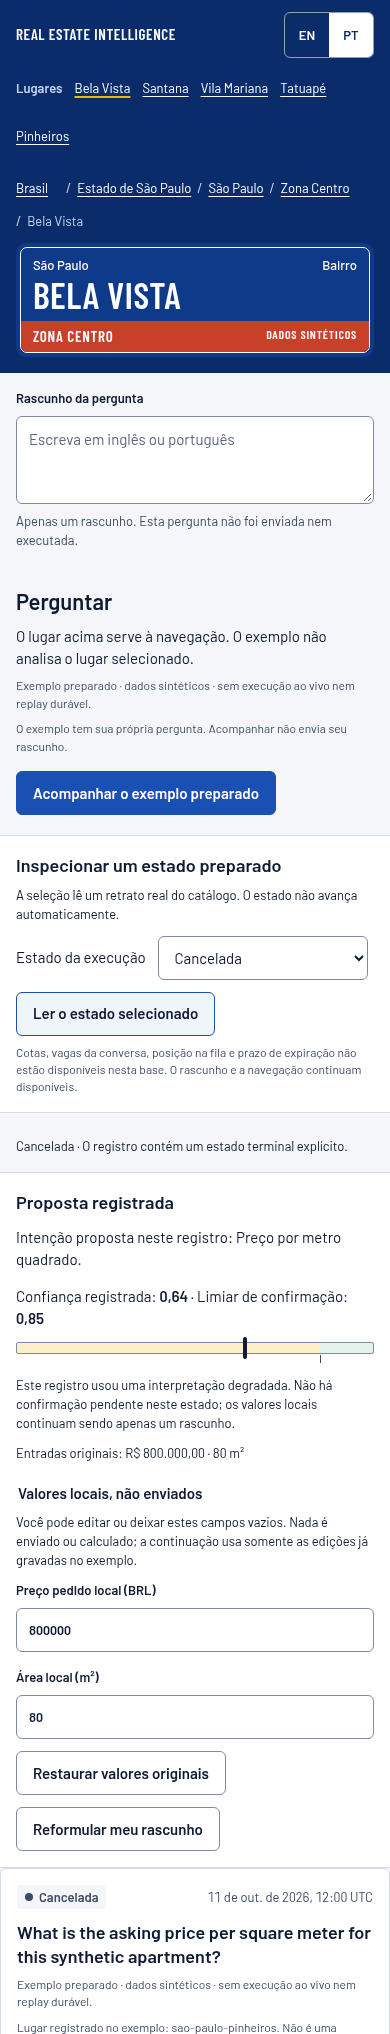 REAL ESTATE INTELLIGENCE
EN PT
Lugares Bela Vista Santana Vila Mariana Tatuapé
Pinheiros
Brasil / Estado de São Paulo / São Paulo / Zona Centro
/ Bela Vista
São Paulo Bairro
BELA VISTA
ZONA CENTRO DADOS SINTÉTICOS
Rascunho da pergunta
Escreva em inglês ou português
Apenas um rascunho. Esta pergunta não foi enviada nem
executada.
Perguntar
O lugar acima serve à navegação. O exemplo não
analisa o lugar selecionado.
Exemplo preparado · dados sintéticos · sem execução ao vivo nem
replay durável.
O exemplo tem sua própria pergunta. Acompanhar não envia seu
rascunho.
Acompanhar o exemplo preparado
Inspecionar um estado preparado
A seleção lê um retrato real do catálogo. O estado não avança
automaticamente.
Estado da execução Cancelada
Ler o estado selecionado
Cotas, vagas da conversa, posição na fila e prazo de expiração não
estão disponíveis nesta base. O rascunho e a navegação continuam
disponíveis.
Cancelada · O registro contém um estado terminal explícito.
Proposta registrada
Intenção proposta neste registro: Preço por metro
quadrado.
Confiança registrada: 0,64 · Limiar de confirmação:
0,85
Este registro usou uma interpretação degradada. Não há
confirmação pendente neste estado; os valores locais
continuam sendo apenas um rascunho.
Entradas originais: R$ 800.000,00 · 80 m²
Valores locais, não enviados
Você pode editar ou deixar estes campos vazios. Nada é
enviado ou calculado; a continuação usa somente as edições já
gravadas no exemplo.
Preço pedido local (BRL)
800000
Área local (m²)
80
Restaurar valores originais
Reformular meu rascunho
Cancelada 11 de out. de 2026, 12:00 UTC
What is the asking price per square meter for
this synthetic apartment?
Exemplo preparado · dados sintéticos · sem execução ao vivo nem
replay durável.
Lugar registrado no exemplo: sao-paulo-pinheiros. Não é uma